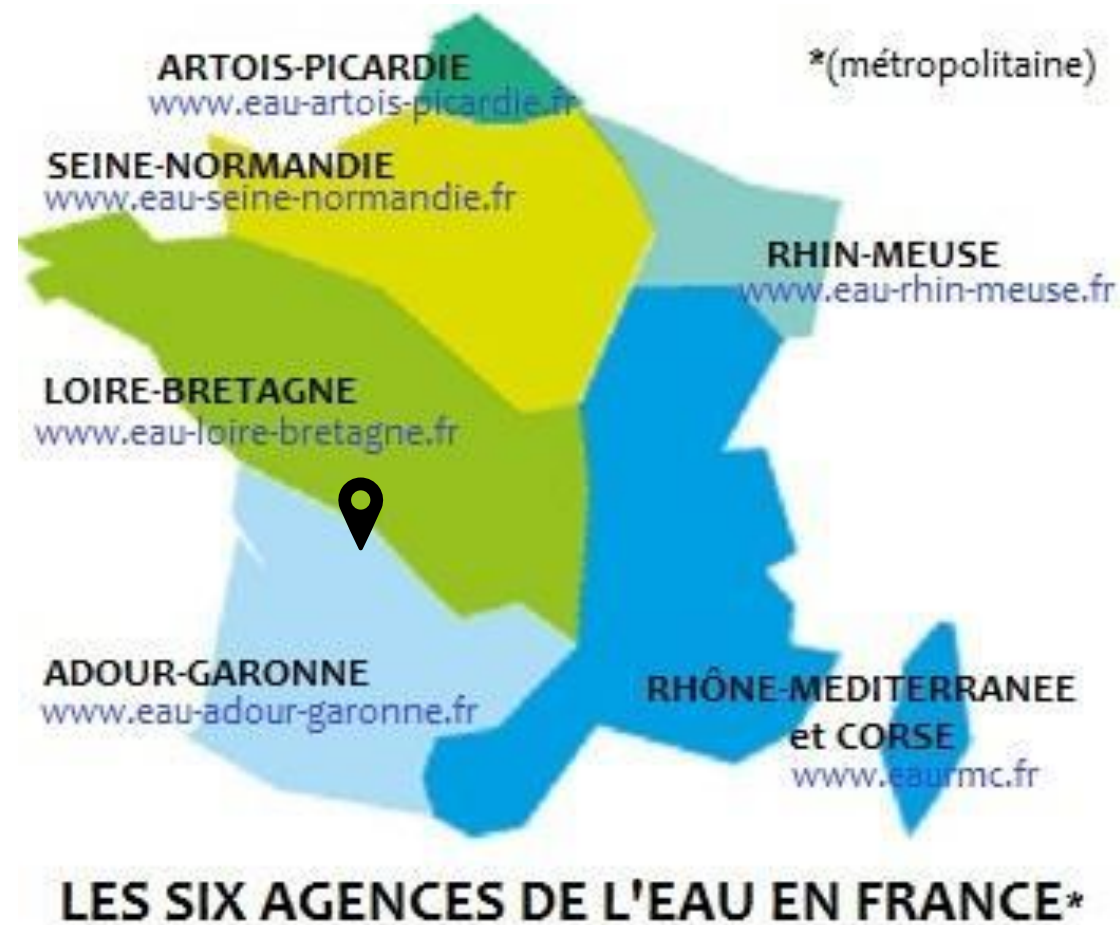 ARTOIS-PICARDIE
www.eau-artois-picardie.fr
*(métropolitaine)
SEINE-NORMANDIE
www.eau-seine-normandie.fr
RHIN-MEUSE
www.eau-rhin-meuse.fr
LOIRE-BRETAGNE
www.eau-loire-bretagne.fr
ADOUR-GARONNE
www.eau-adour-garonne.fr
RHÔNE-MEDITERRANEE
et CORSE
www.eaurmc.fr
LES SIX AGENCES DE L'EAU EN FRANCE*